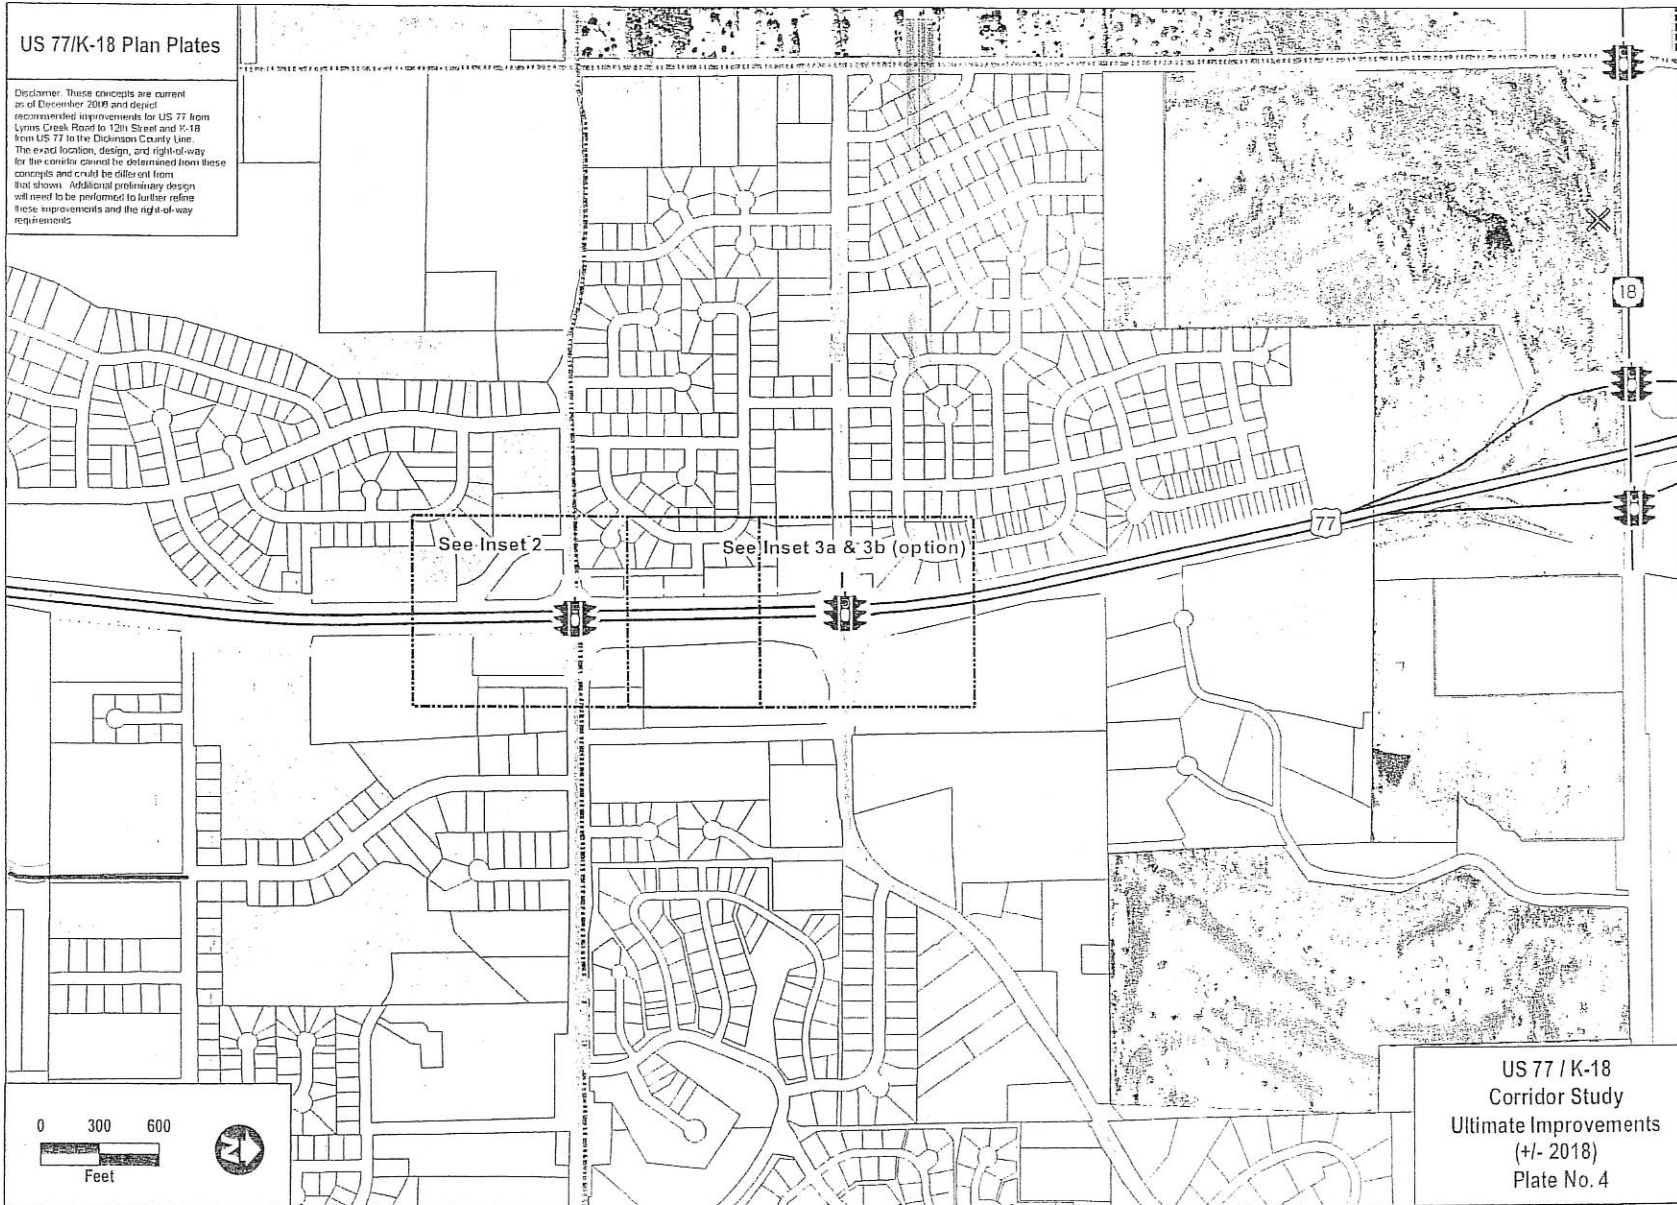 US 77/K-18 Plan Plates
Disclaimer. These concepts are current
as of December 2008 and depict
recommended improvements for US 77 from
Lyons Creek Road to 12th Street and K-18
from US 77 to the Dickinson County Line.
The exact location, design, and right-of-way
for the corridor cannot be determined from these
concepts and could be different from
that shown. Additional preliminary design
will need to be performed to further refine
these improvements and the right-of-way
requirements
18
77
See Inset 2
See Inset 3a & 3b (option)
0 300 600
Feet
N
US 77 / K-18
Corridor Study
Ultimate Improvements
(+/- 2018)
Plate No. 4